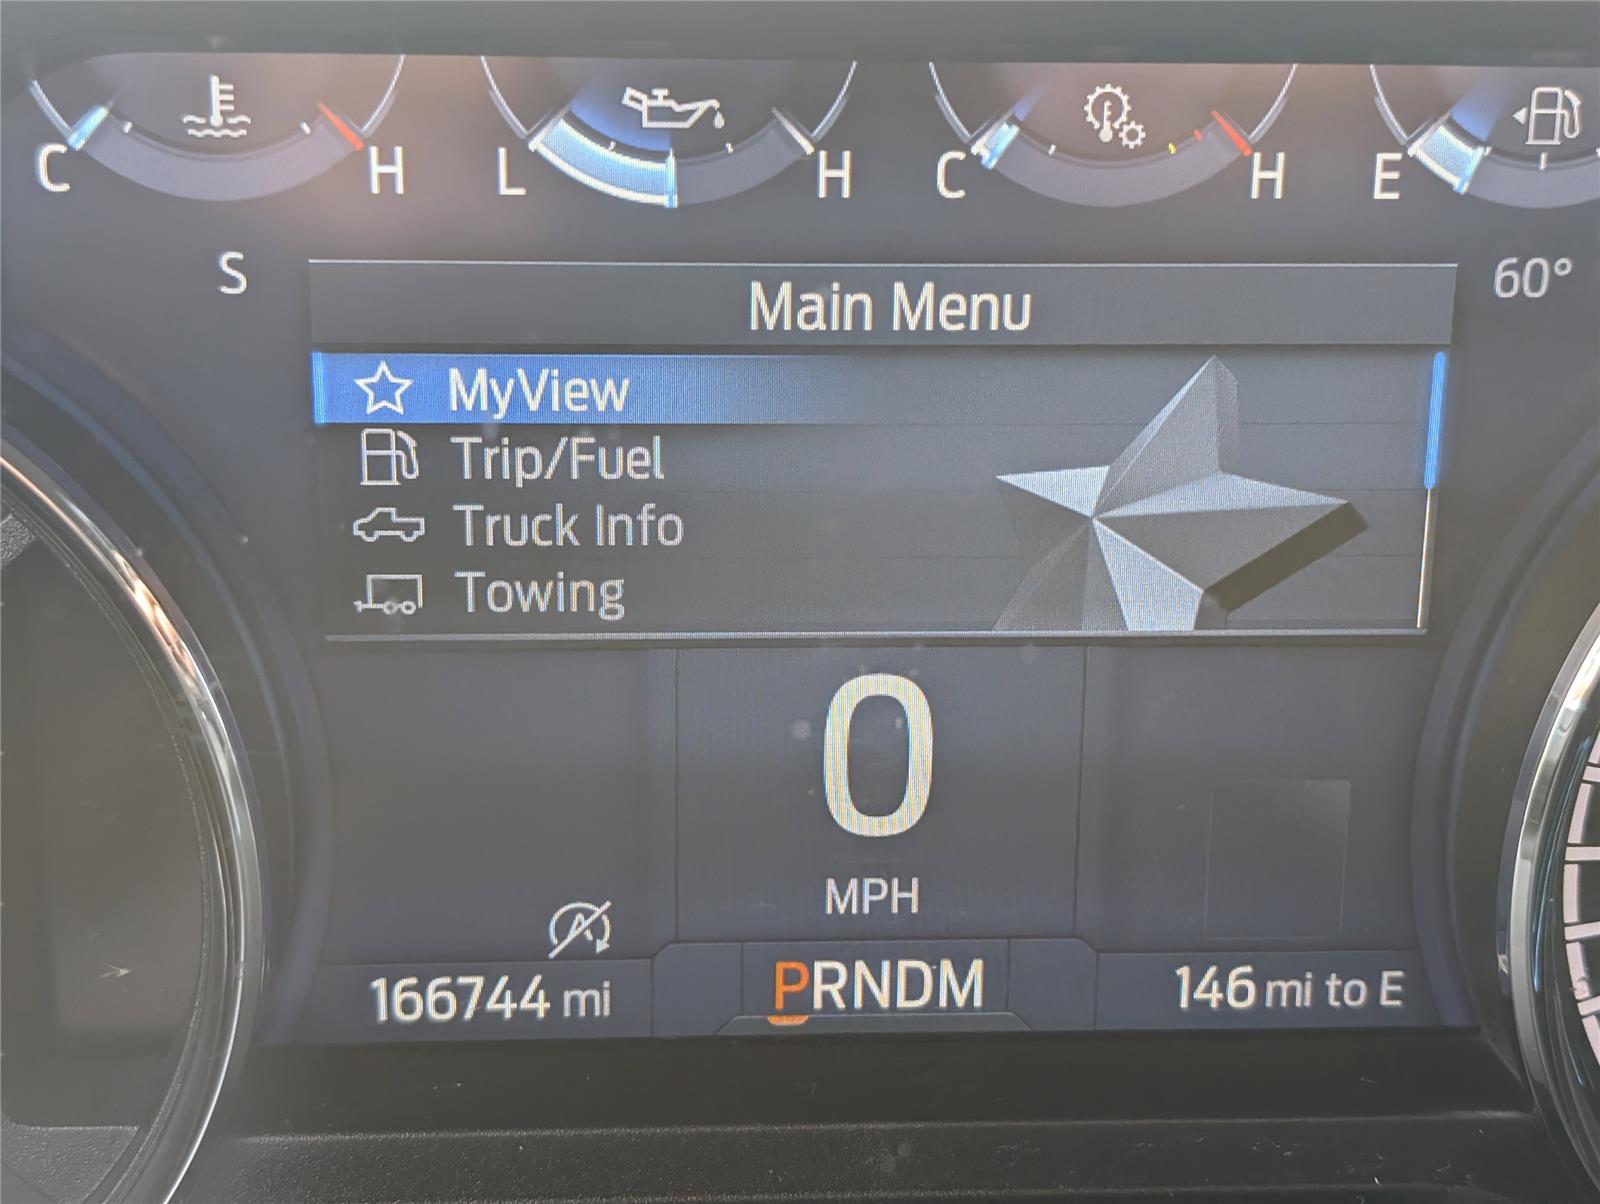 C H L H C H E
S 60°
Main Menu
MyView
Trip/Fuel
Truck Info
Towing
0
MPH
166744 mi PRNDM 146 mi to E